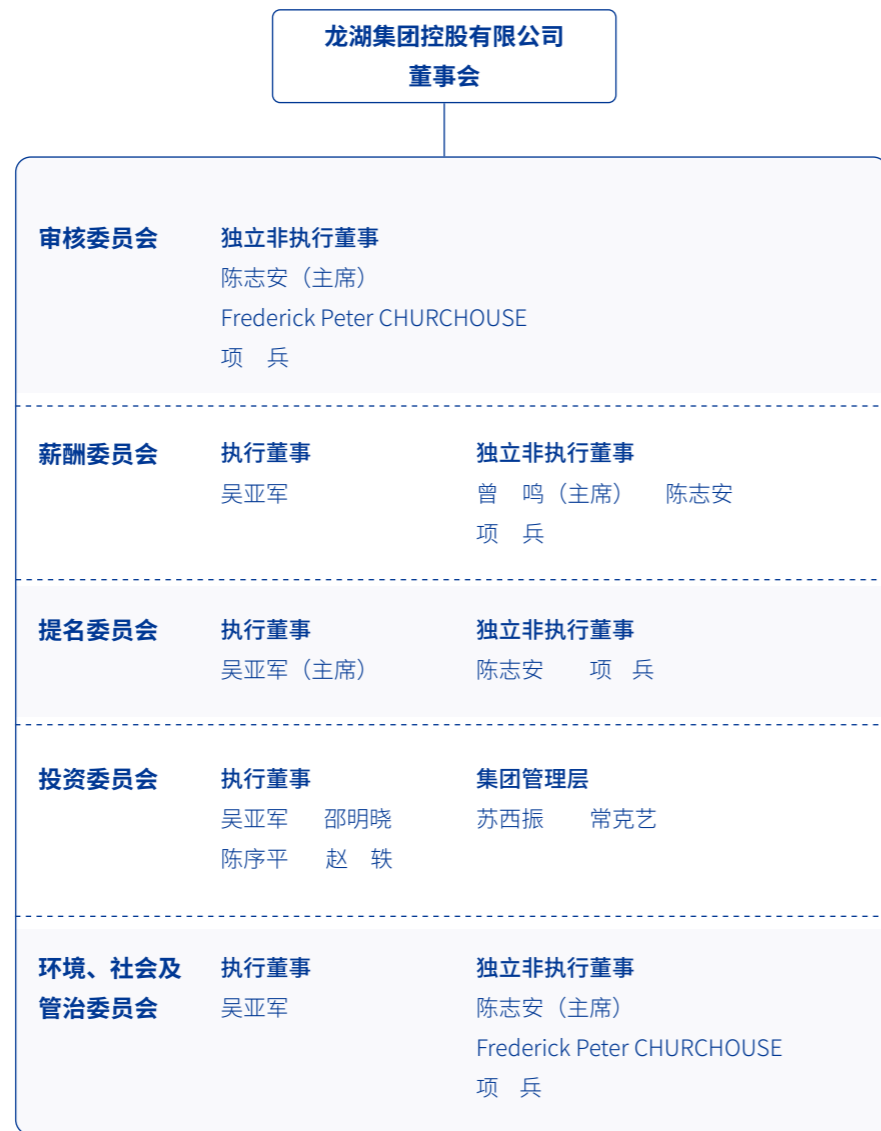 龙湖集团控股有限公司
董事会
审核委员会
独立非执行董事
陈志安（主席）
Frederick Peter CHURCHOUSE
项 兵
薪酬委员会
执行董事
吴亚军
独立非执行董事
曾 鸣（主席） 陈志安
项 兵
提名委员会
执行董事
吴亚军（主席）
独立非执行董事
陈志安 项 兵
投资委员会
执行董事
吴亚军 邵明晓
陈序平 赵 轶
集团管理层
苏西振 常克艺
环境、社会及
管治委员会
执行董事
吴亚军
独立非执行董事
陈志安（主席）
Frederick Peter CHURCHOUSE
项 兵